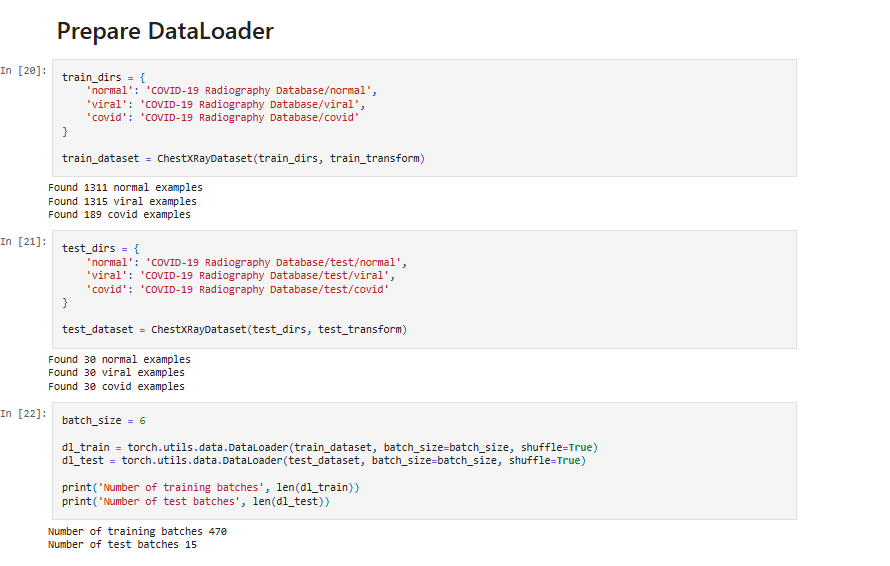 Prepare DataLoader
In [20]:
train_dirs = {
    'normal': 'COVID-19 Radiography Database/normal',
    'viral': 'COVID-19 Radiography Database/viral',
    'covid': 'COVID-19 Radiography Database/covid'
}
train_dataset = ChestXRayDataset(train_dirs, train_transform)
Found 1311 normal examples
Found 1315 viral examples
Found 189 covid examples
In [21]:
test_dirs = {
    'normal': 'COVID-19 Radiography Database/test/normal',
    'viral': 'COVID-19 Radiography Database/test/viral',
    'covid': 'COVID-19 Radiography Database/test/covid'
}
test_dataset = ChestXRayDataset(test_dirs, test_transform)
Found 30 normal examples
Found 30 viral examples
Found 30 covid examples
In [22]:
batch_size = 6
dl_train = torch.utils.data.DataLoader(train_dataset, batch_size=batch_size, shuffle=True)
dl_test = torch.utils.data.DataLoader(test_dataset, batch_size=batch_size, shuffle=True)
print('Number of training batches', len(dl_train))
print('Number of test batches', len(dl_test))
Number of training batches 470
Number of test batches 15